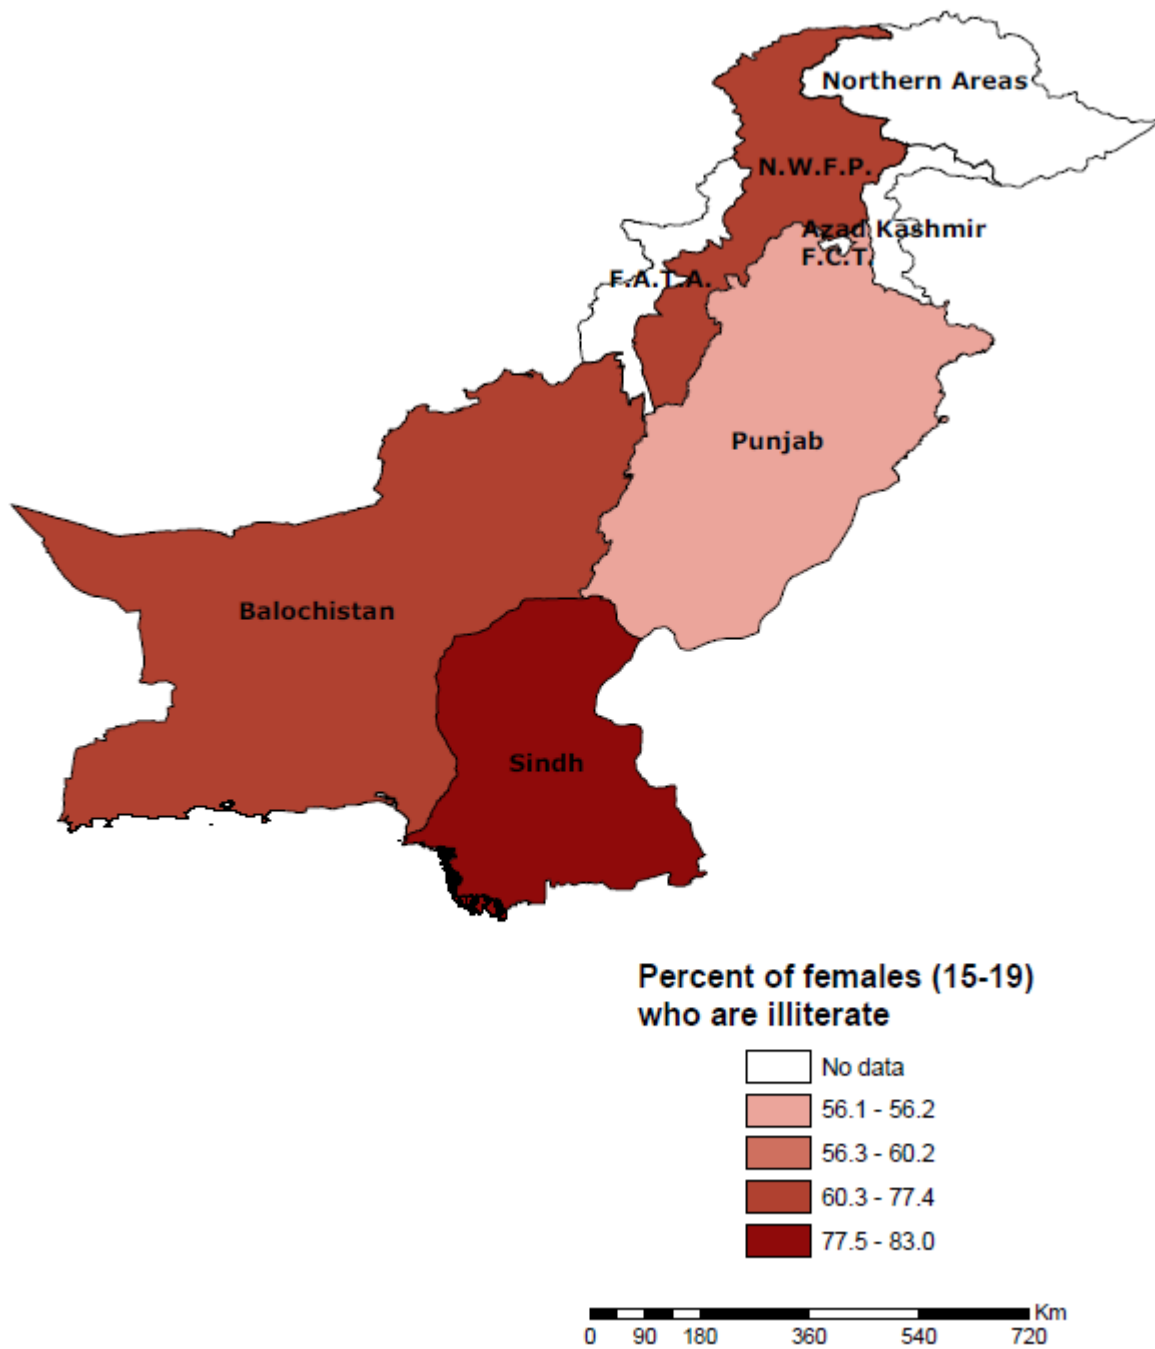 Northern Areas
N.W.F.P.
Azad Kashmir
F.C.T.
F.A.T.A.
Punjab
Balochistan
Sindh
Percent of females (15-19)
who are illiterate
No data
56.1 - 56.2
56.3 - 60.2
60.3 - 77.4
77.5 - 83.0
Km
0 90 180 360 540 720